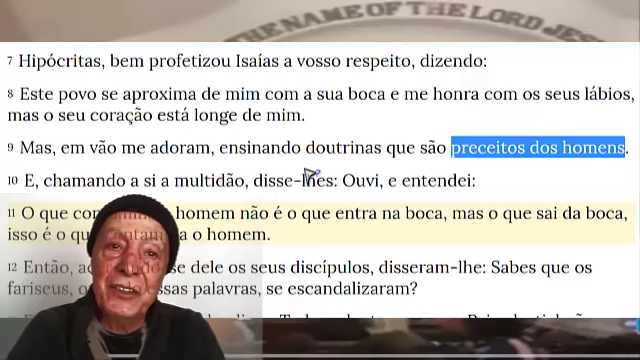 THE NAME OF THE LORD JES
7 Hipócritas, bem profetizou Isaías a vosso respeito, dizendo:
8 Este povo se aproxima de mim com a sua boca e me honra com os seus lábios,
mas o seu coração está longe de mim.
9 Mas, em vão me adoram, ensinando doutrinas que são preceitos dos homens.
10 E, chamando a si a multidão, disse-lhes: Ouvi, e entendei:
11 O que homem não é o que entra na boca, mas o que sai da boca,
isso é o a o homem.
12 Então, se dele os seus discípulos, disseram-lhe: Sabes que os
fariseus, essas palavras, se escandalizaram?